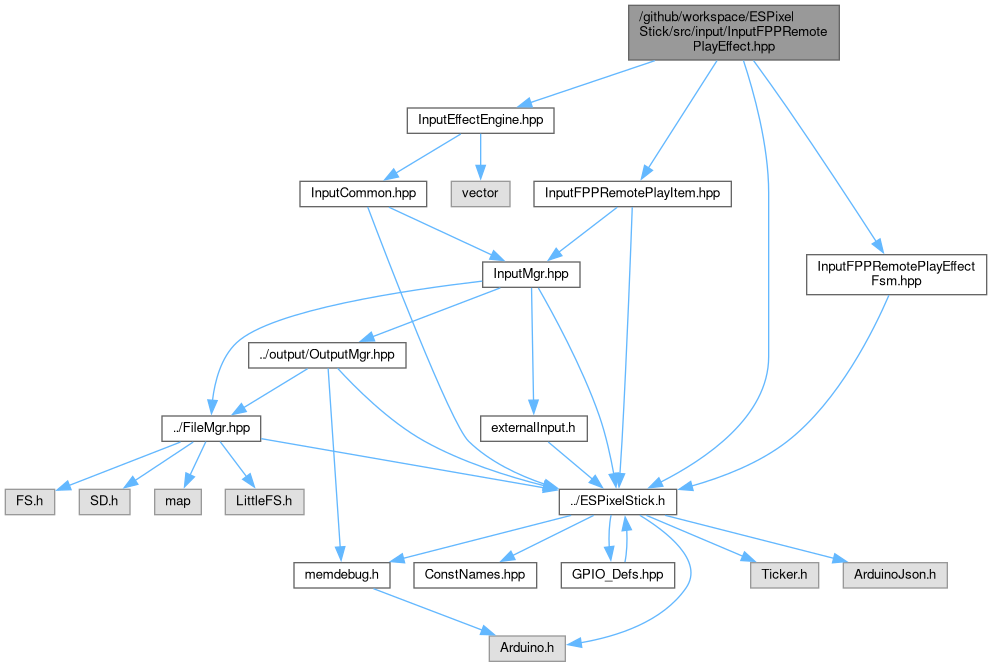 /github/workspace/ESPixel
Stick/src/input/InputFPPRemote
PlayEffect.hpp
InputEffectEngine.hpp
InputCommon.hpp
vector
InputFPPRemotePlayItem.hpp
InputMgr.hpp
InputFPPRemotePlayEffect
Fsm.hpp
../output/OutputMgr.hpp
../FileMgr.hpp
externalInput.h
FS.h
SD.h
map
LittleFS.h
../ESPixelStick.h
memdebug.h
ConstNames.hpp
GPIO_Defs.hpp
Ticker.h
ArduinoJson.h
Arduino.h